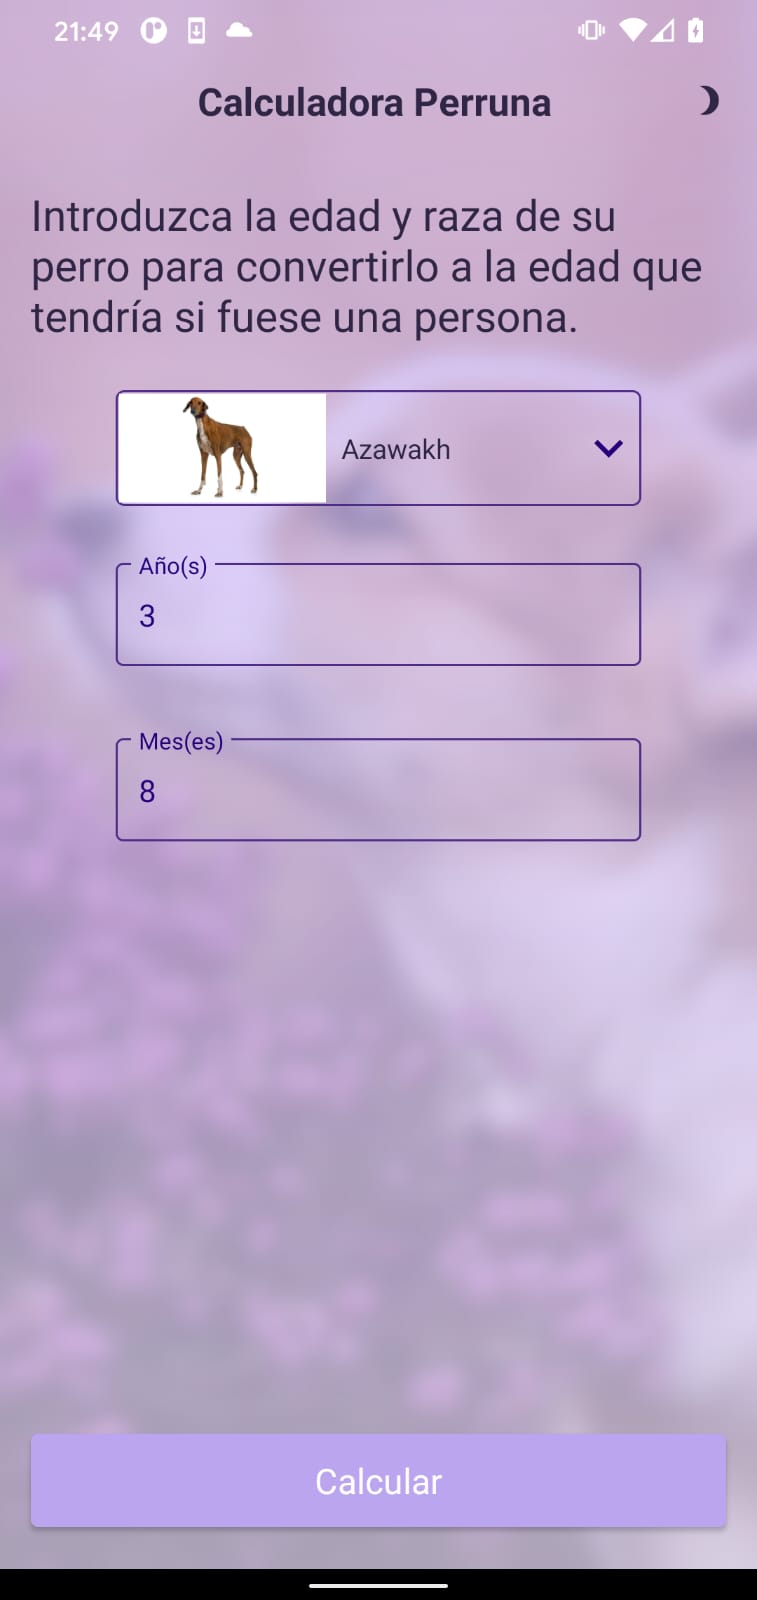 21:49
Calculadora Perruna
Introduzca la edad y raza de su
perro para convertirlo a la edad que
tendría si fuese una persona.
Azawakh
Año(s)
3
Mes(es)
8
Calcular